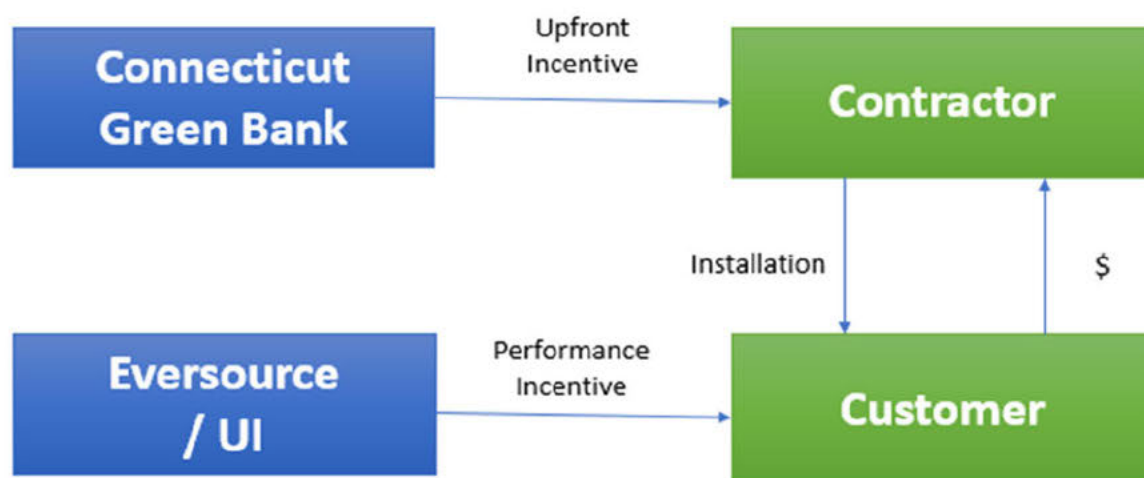 Connecticut
Green Bank
Upfront
Incentive
Contractor
Installation
$
Eversource
/ UI
Performance
Incentive
Customer